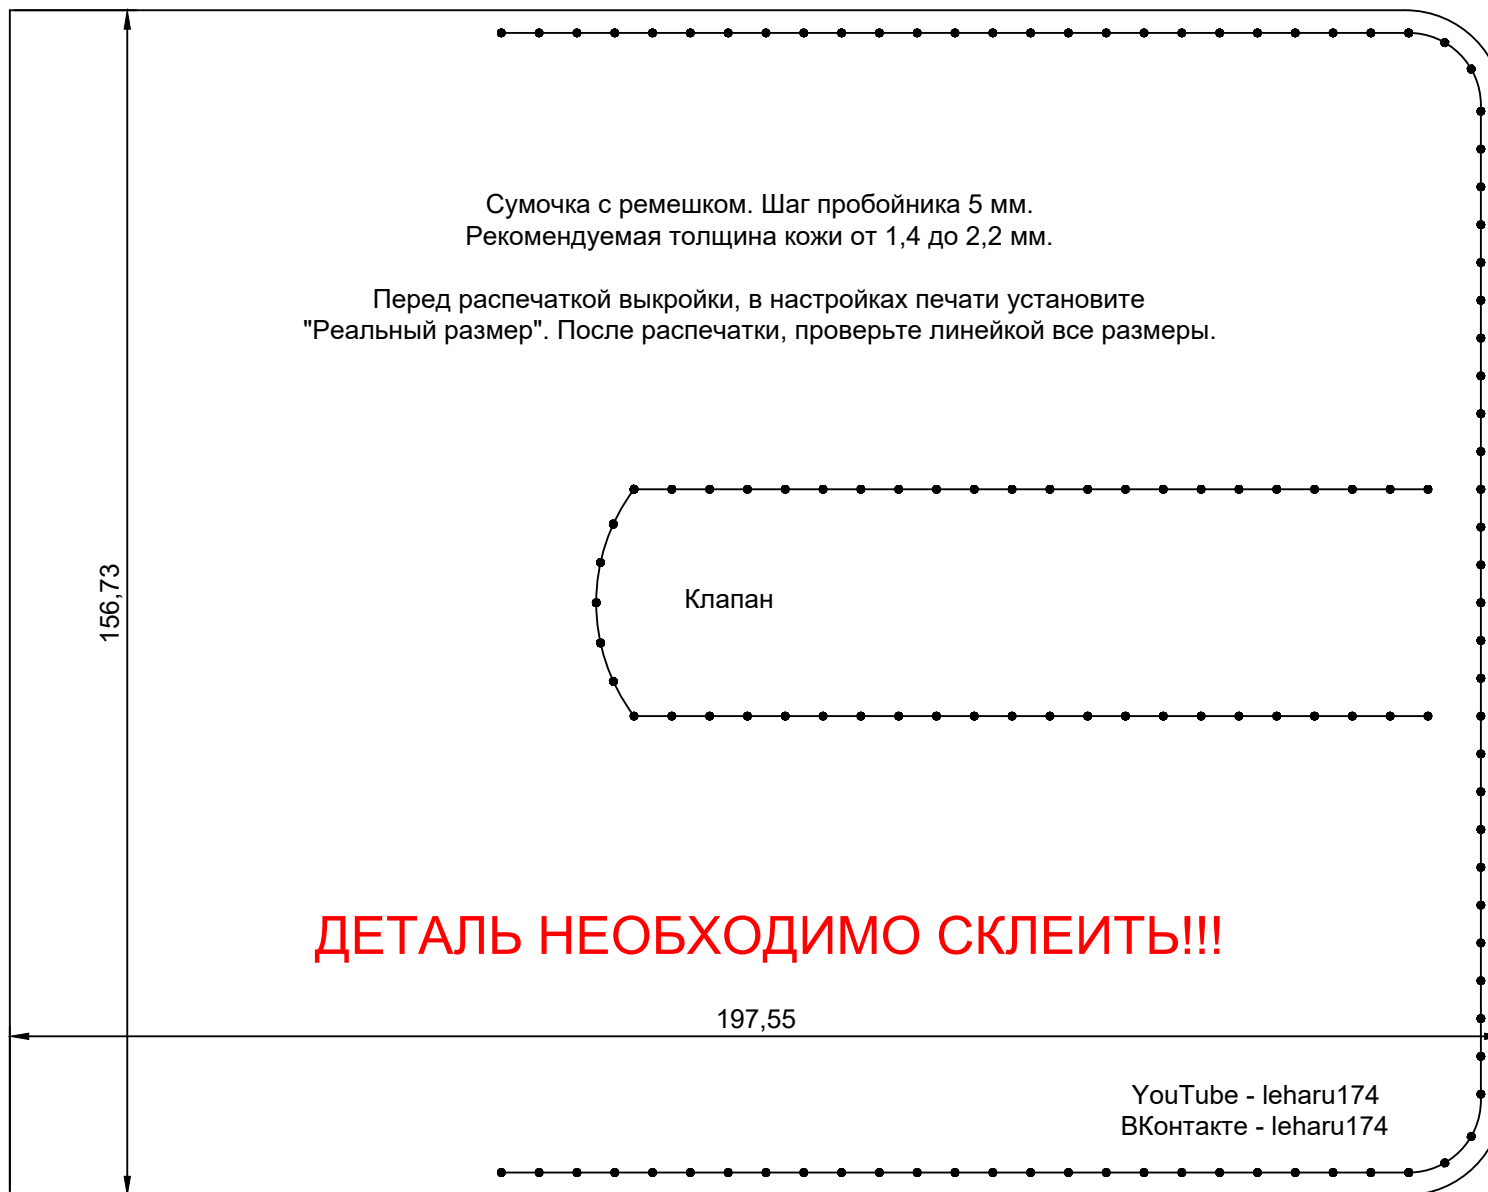 Сумочка с ремешком. Шаг пробойника 5 мм.
Рекомендуемая толщина кожи от 1,4 до 2,2 мм.
Перед распечаткой выкройки, в настройках печати установите
"Реальный размер". После распечатки, проверьте линейкой все размеры.
156,73
Клапан
ДЕТАЛЬ НЕОБХОДИМО СКЛЕИТЬ!!!
197,55
YouTube - leharu174
ВКонтакте - leharu174